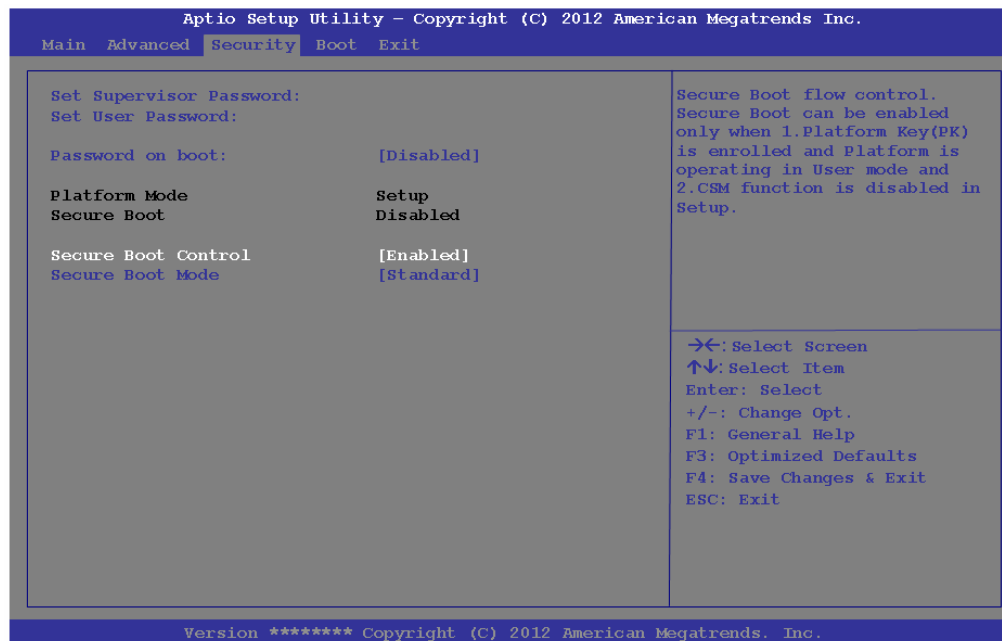 Aptio Setup Utility – Copyright (C) 2012 American Megatrends Inc.
Main Advanced Security Boot Exit
Set Supervisor Password:
Set User Password:
Password on boot: [Disabled]
Platform Mode Setup
Secure Boot Disabled
Secure Boot Control [Enabled]
Secure Boot Mode [Standard]
Secure Boot flow control.
Secure Boot can be enabled
only when 1.Platform Key(PK)
is enrolled and Platform is
operating in User mode and
2.CSM function is disabled in
Setup.
→←: Select Screen
↑↓: Select Item
Enter: Select
+/-: Change Opt.
F1: General Help
F3: Optimized Defaults
F4: Save Changes & Exit
ESC: Exit
Version ******** Copyright (C) 2012 American Megatrends. Inc.